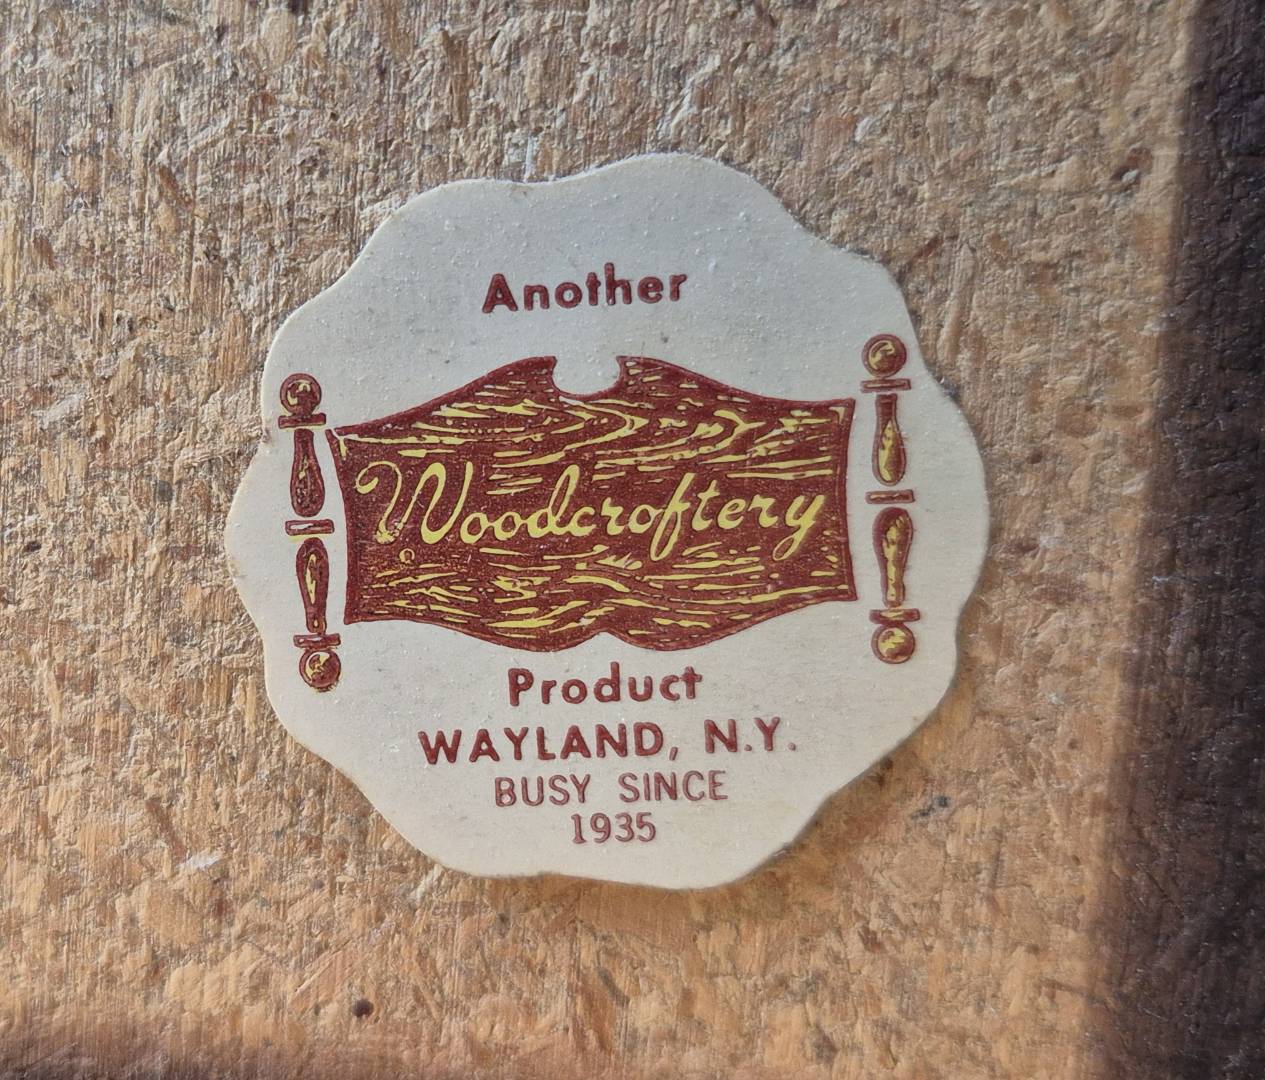 Another
Woodcroftery
Product
WAYLAND, N.Y.
BUSY SINCE
1935